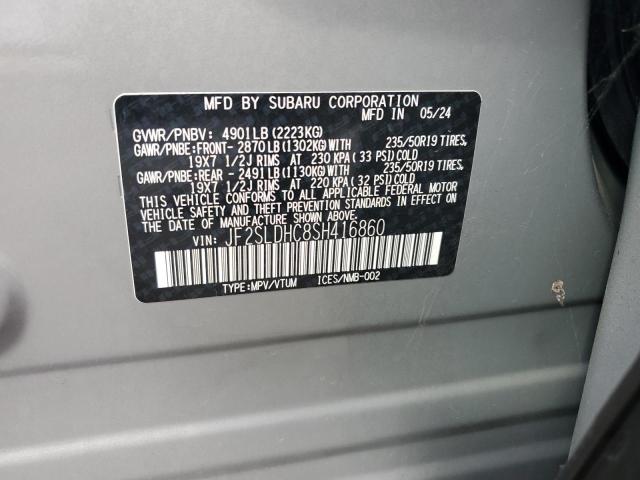 MFD BY SUBARU CORPORATION
MFD IN 05/24
GVWR/PNBV: 4901LB(2223KG)
GAWR/PNBE:FRONT- 2870LB(1302KG)WITH 235/50R19 TIRES,
19X7 1/2J RIMS AT 230 KPA(33 PSI)COLD
GAWR/PNBE:REAR - 2491LB(1130KG)WITH 235/50R19 TIRES,
19X7 1/2J RIMS AT 220 KPA(32 PSI)COLD
THIS VEHICLE CONFORMS TO ALL APPLICABLE FEDERAL MOTOR
VEHICLE SAFETY AND THEFT PREVENTION STANDARDS IN EFFECT ON
THE DATE OF MANUFACTURE SHOWN ABOVE.
VIN: JF2SLDHC8SH416860
TYPE:MPV/VTUM ICES/NMB-002